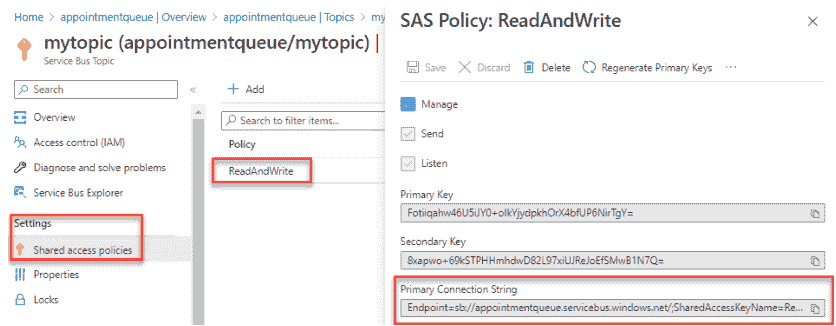 Home > appointmentqueue | Overview > appointmentqueue | Topics > my
mytopic (appointmentqueue/mytopic) |
Service Bus Topic
Search
«
Overview
Access control (IAM)
Diagnose and solve problems
Service Bus Explorer
Settings
Shared access policies
Properties
Locks
+ Add
Search to filter items...
Policy
ReadAndWrite
SAS Policy: ReadAndWrite
Save Discard Delete Regenerate Primary Keys ...
Manage
Send
Listen
Primary Key
Fotiiqahw46U5iJY0+olkYjydpkhOrX4bfUP6NirTgY=
Secondary Key
8xapwo+69kSTPHHmhdwD82L97xiUJReJoEfSMwB1N7Q=
Primary Connection String
Endpoint=sb://appointmentqueue.servicebus.windows.net/;SharedAccessKeyName=Re...